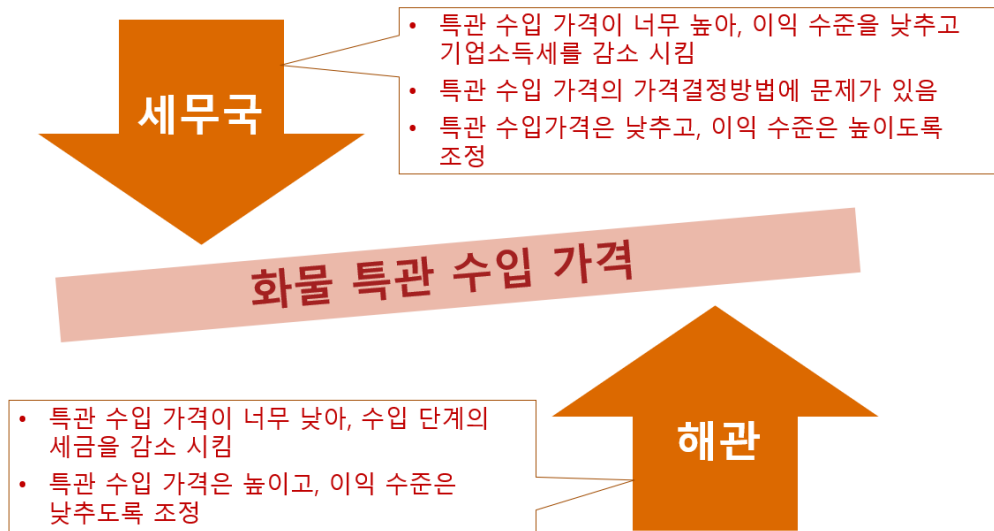 • 특관 수입 가격이 너무 높아, 이익 수준을 낮추고
기업소득세를 감소 시킴
• 특관 수입 가격의 가격결정방법에 문제가 있음
• 특관 수입가격은 낮추고, 이익 수준은 높이도록
조정
세무국
화물 특관 수입 가격
• 특관 수입 가격이 너무 낮아, 수입 단계의
세금을 감소 시킴
• 특관 수입 가격은 높이고, 이익 수준은
낮추도록 조정
해관